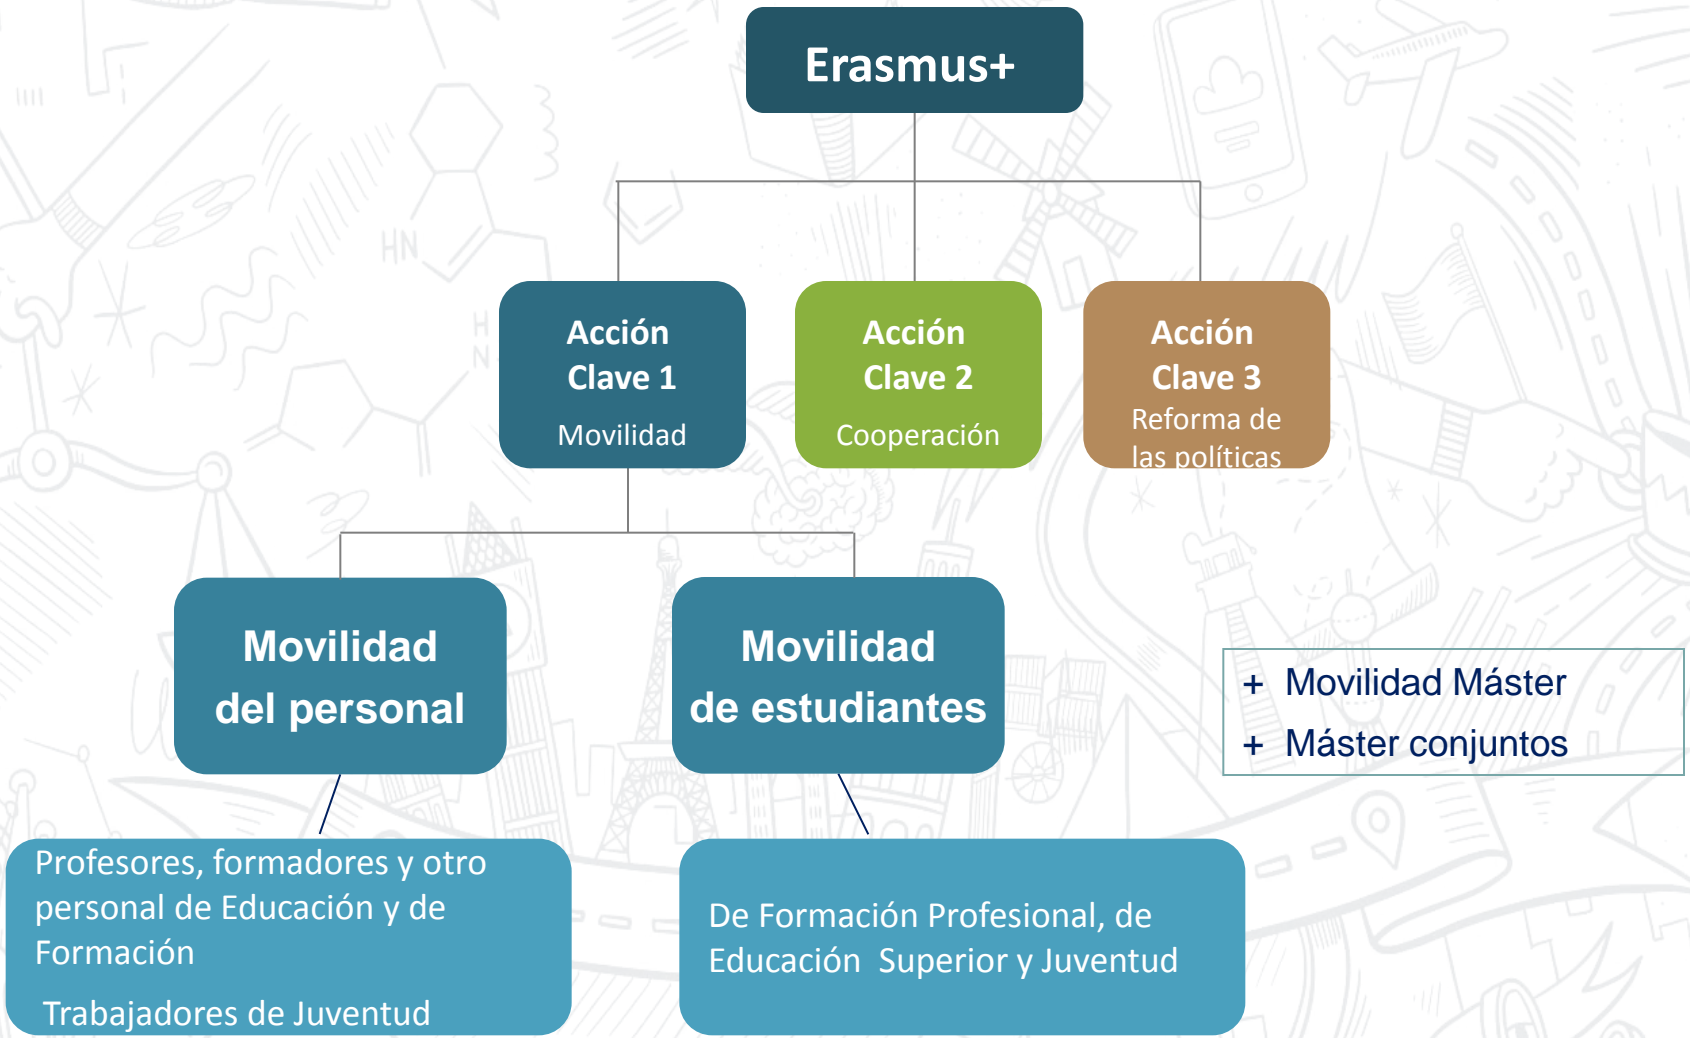 Erasmus+
Acción
Clave 1
Movilidad
Acción
Clave 2
Cooperación
Acción
Clave 3
Reforma de
las políticas
Movilidad
del personal
Movilidad
de estudiantes
+ Movilidad Máster
+ Máster conjuntos
Profesores, formadores y otro
personal de Educación y de
Formación
Trabajadores de Juventud
De Formación Profesional, de
Educación Superior y Juventud
HN
H
N